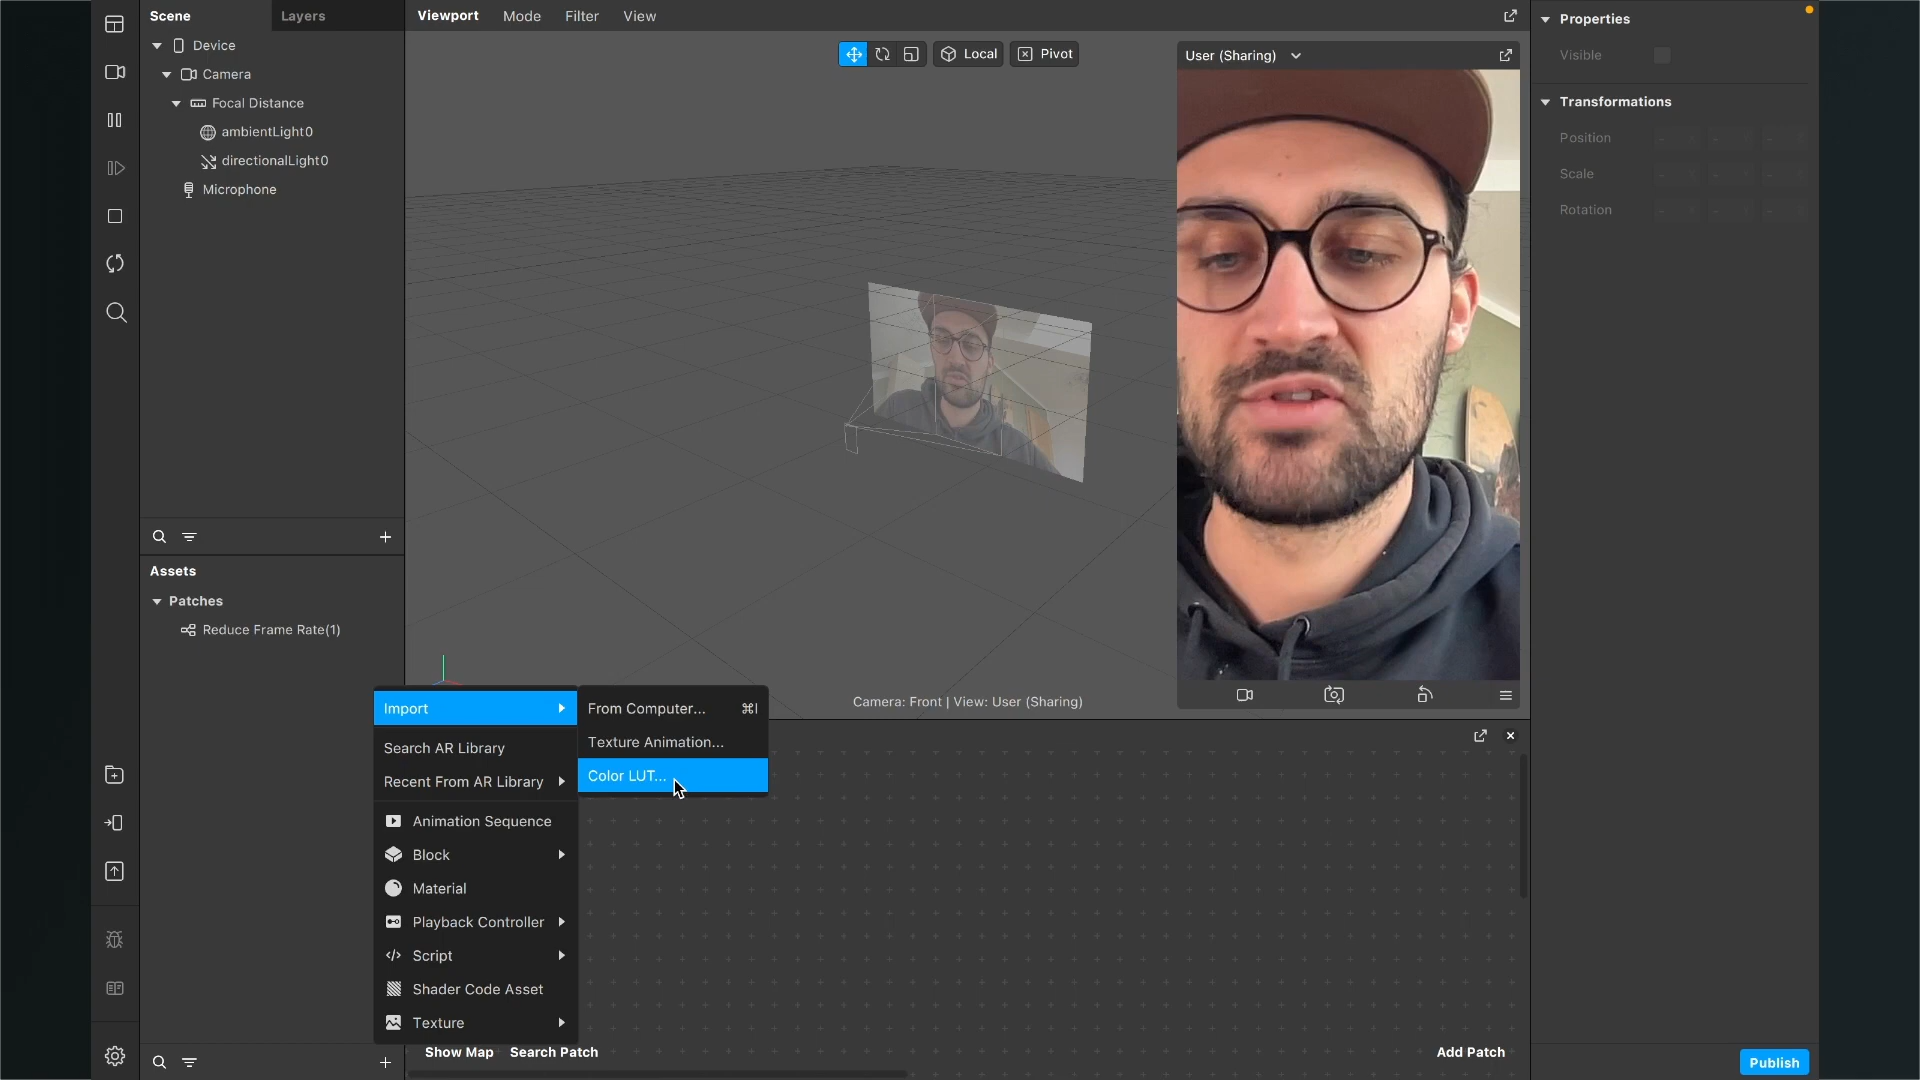 Scene
Layers
Device
Camera
Focal Distance
ambientLight0
directionalLight0
Microphone
Assets
Patches
Reduce Frame Rate(1)
Viewport
Mode
Filter
View
Local
Pivot
User (Sharing)
Camera: Front | View: User (Sharing)
Import
Search AR Library
Recent From AR Library
Animation Sequence
Block
Material
Playback Controller
Script
Shader Code Asset
Texture
From Computer... ⌘I
Texture Animation...
Color LUT...
Show Map
Search Patch
Add Patch
Properties
Visible
Transformations
Position
Scale
Rotation
Publish